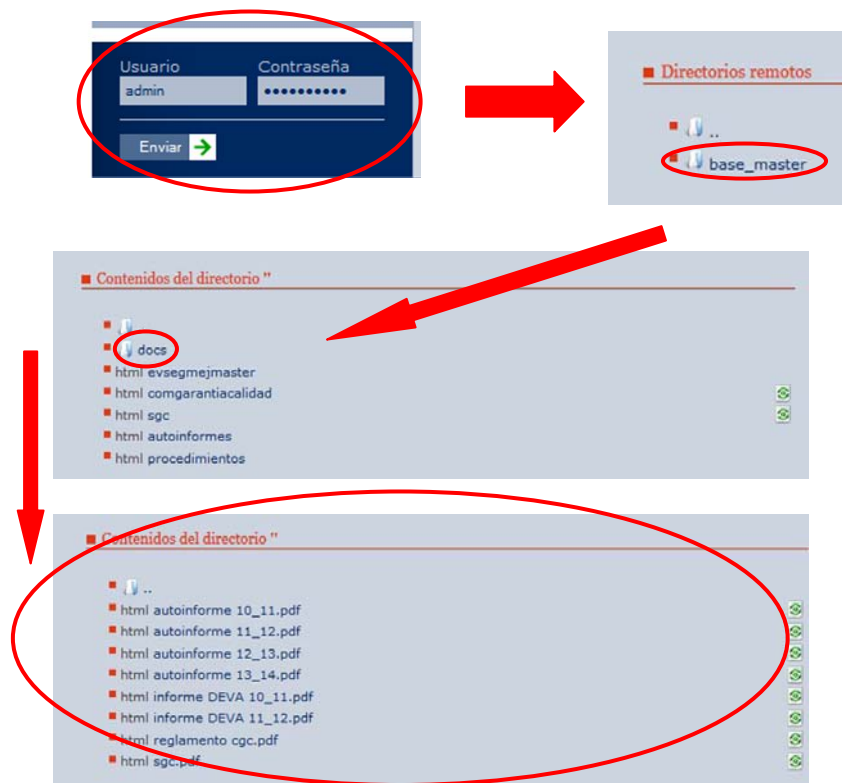 Usuario Contraseña
admin ••••••••••
Enviar
Directorios remotos
..
base_master
Contenidos del directorio ''
..
docs
html evsegmejmaster
html comgarantiacalidad
html sgc
html autoinformes
html procedimientos
Contenidos del directorio ''
..
html autoinforme 10_11.pdf
html autoinforme 11_12.pdf
html autoinforme 12_13.pdf
html autoinforme 13_14.pdf
html informe DEVA 10_11.pdf
html informe DEVA 11_12.pdf
html reglamento cgc.pdf
html sgc.pdf